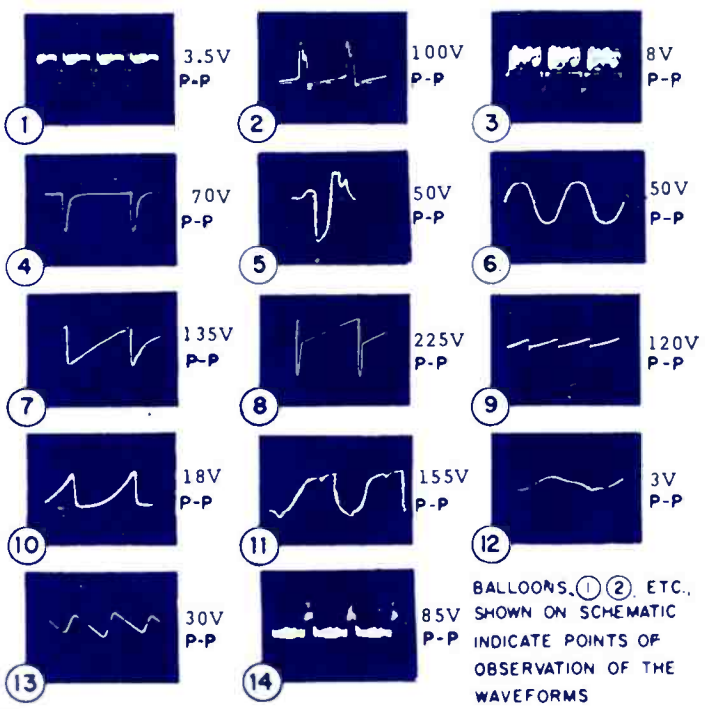 3.5V
P-P
1
100V
P-P
2
8V
P-P
3
70V
P-P
4
50V
P-P
5
50V
P-P
6
135V
P-P
7
225V
P-P
8
120V
P-P
9
18V
P-P
10
155V
P-P
11
3V
P-P
12
30V
P-P
13
85V
P-P
14
BALLOONS, 1 2 ETC.,
SHOWN ON SCHEMATIC
INDICATE POINTS OF
OBSERVATION OF THE
WAVEFORMS